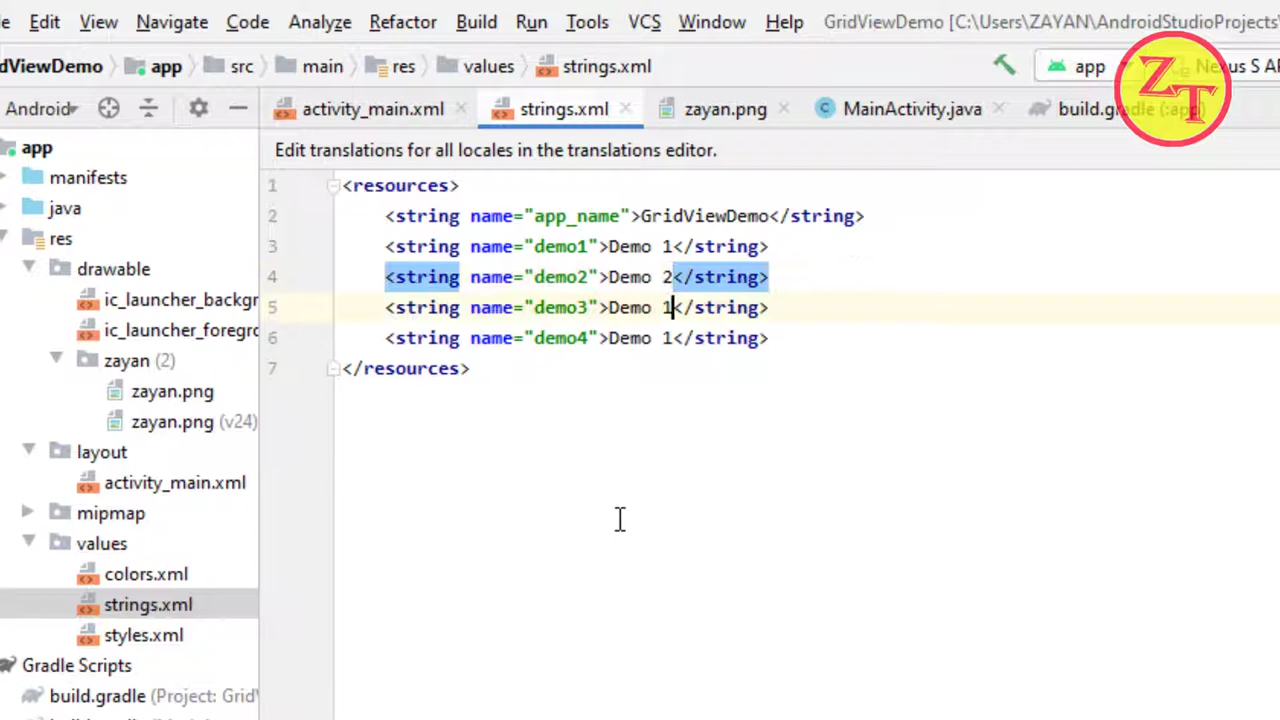 Edit View Navigate Code Analyze Refactor Build Run Tools VCS Window Help GridViewDemo [C:\Users\ZAYAN\AndroidStudioProjects\
dViewDemo app src main res values strings.xml app Nexus S AP
Android activity_main.xml strings.xml zayan.png MainActivity.java build.gradle (:app)
ZT
Edit translations for all locales in the translations editor.
app
manifests
java
res
drawable
ic_launcher_backgr
ic_launcher_foregro
zayan (2)
zayan.png
zayan.png (v24)
layout
activity_main.xml
mipmap
values
colors.xml
strings.xml
styles.xml
Gradle Scripts
build.gradle (Project: Grid
1 <resources>
2 <string name="app_name">GridViewDemo</string>
3 <string name="demo1">Demo 1</string>
4 <string name="demo2">Demo 2</string>
5 <string name="demo3">Demo 1</string>
6 <string name="demo4">Demo 1</string>
7 </resources>